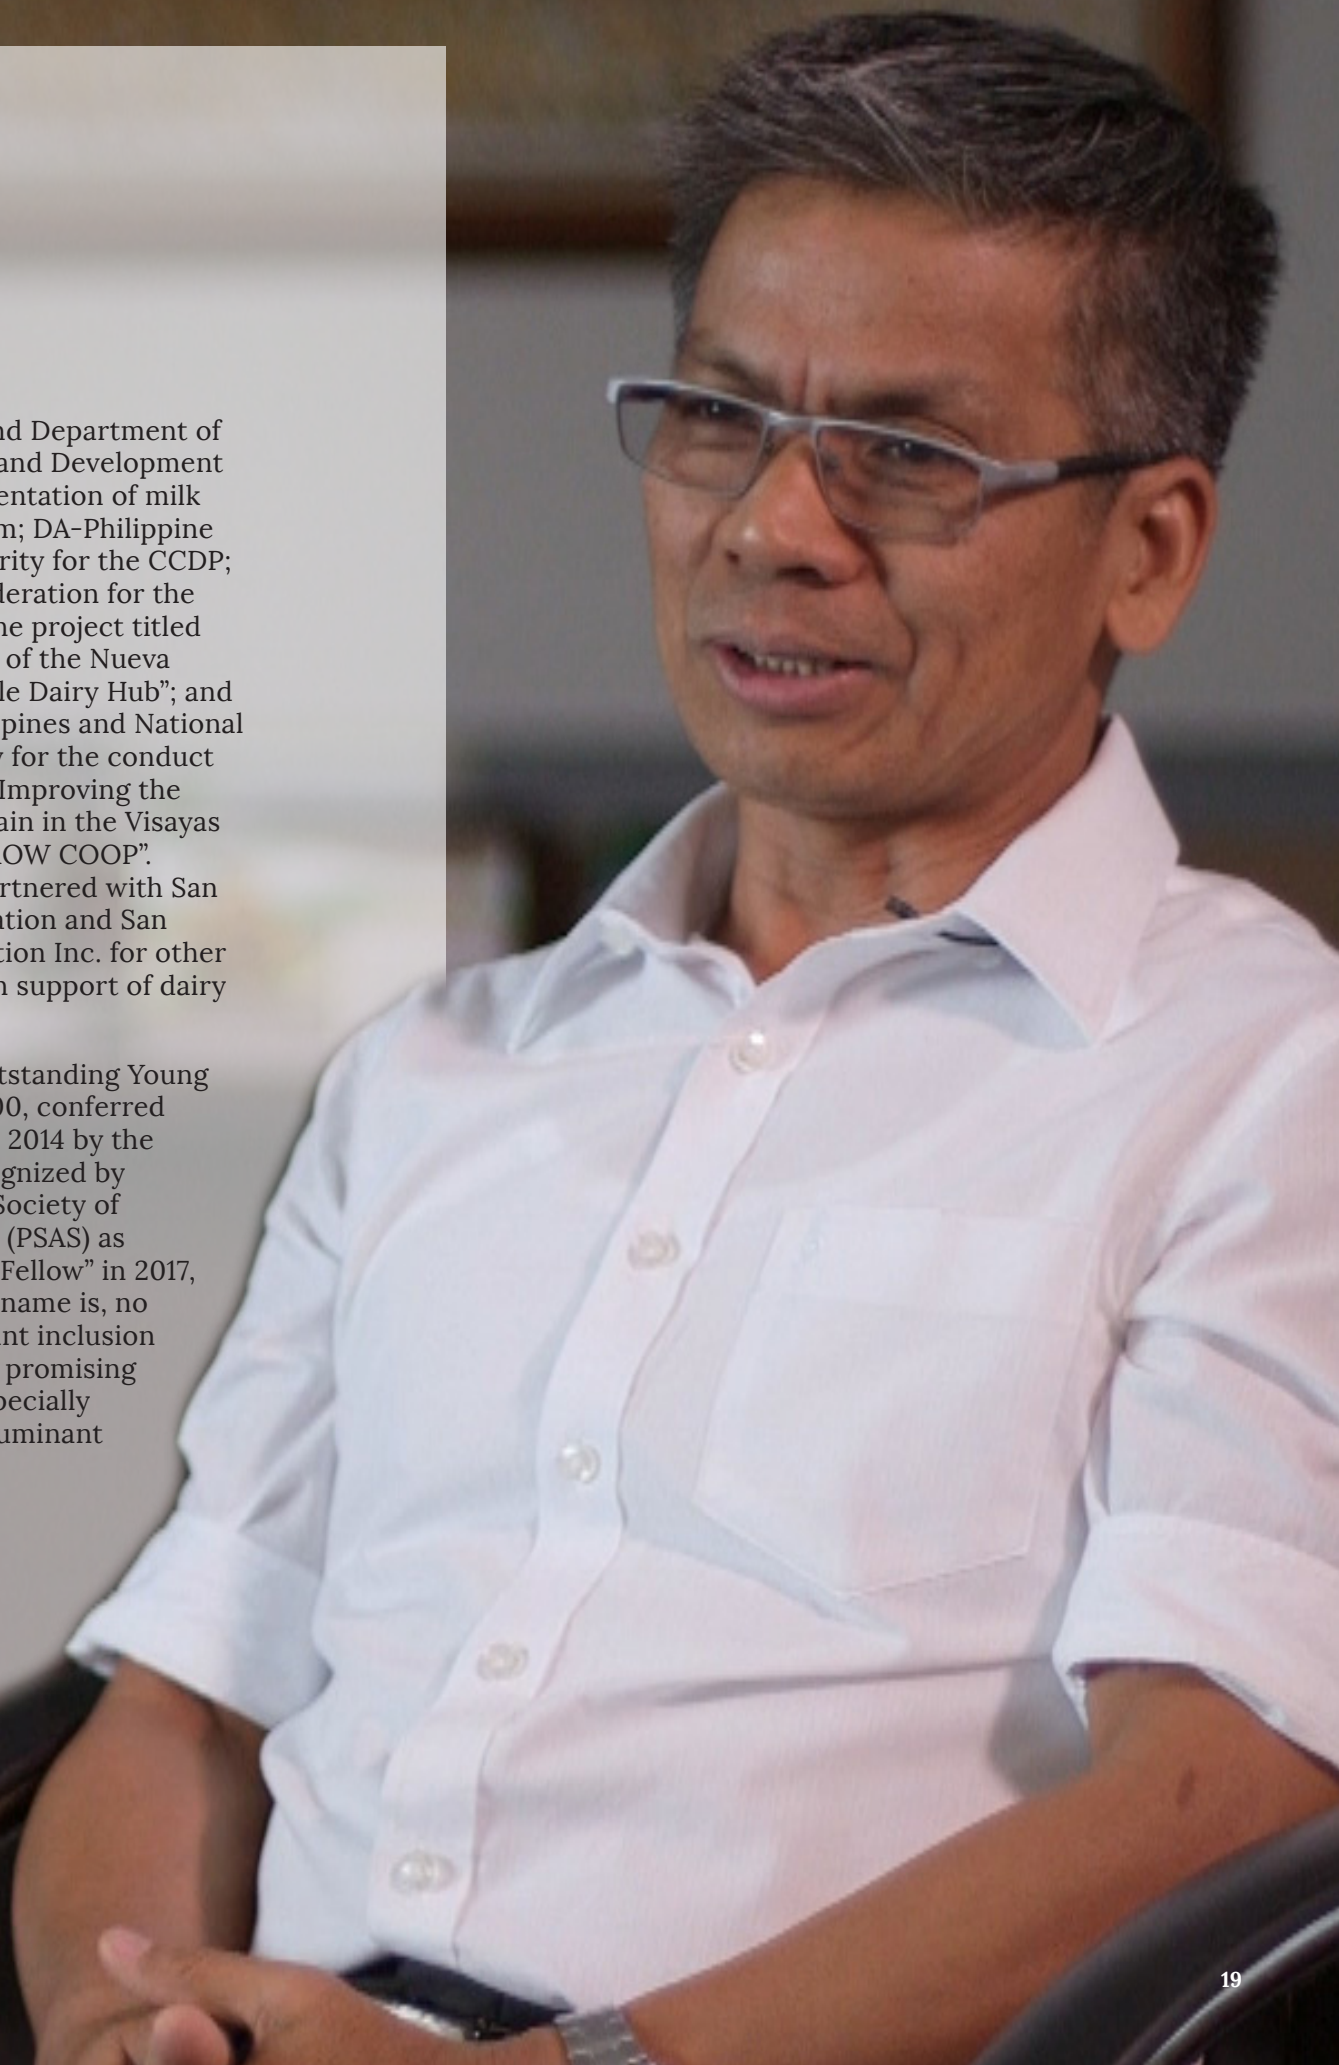 nd Department of
and Development
entation of milk
m; DA-Philippine
rity for the CCDP;
deration for the
ne project titled
of the Nueva
le Dairy Hub”; and
pines and National
y for the conduct
Improving the
ain in the Visayas
OW COOP”.
rtnered with San
ation and San
tion Inc. for other
n support of dairy
tstanding Young
00, conferred
2014 by the
gnized by
Society of
(PSAS) as
Fellow” in 2017,
name is, no
nt inclusion
promising
pecially
uminant
19